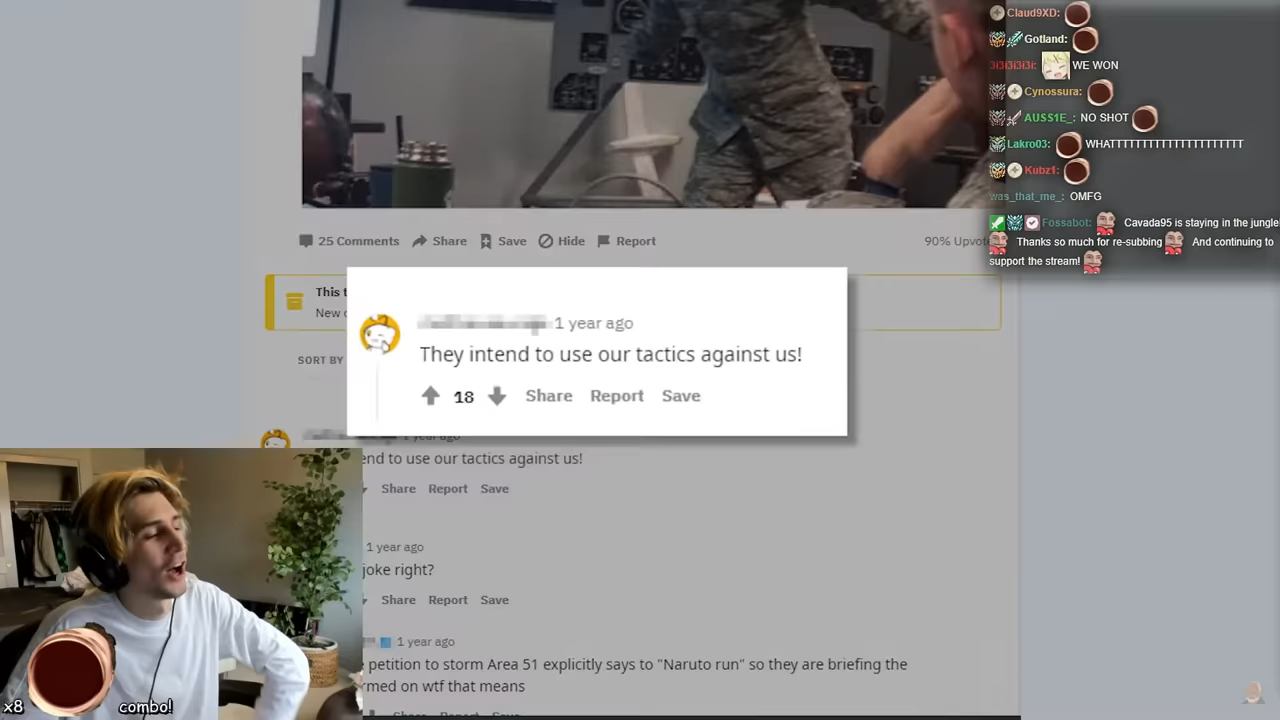 Claud9XD:
Gotland:
3i3i3i3i3i: WE WON
Cynossura:
AUSS1E_: NO SHOT
Lakro03: WHATTTTTTTTTTTTTTTTTTTTT
Kubz1:
was_that_me_: OMFG
Fossabot: Cavada95 is staying in the jungle
Thanks so much for re-subbing And continuing to
support the stream!
25 Comments Share Save Hide Report
90% Upvot
This t
New
SORT BY
1 year ago
They intend to use our tactics against us!
18 Share Report Save
1 year ago
end to use our tactics against us!
Share Report Save
1 year ago
joke right?
Share Report Save
1 year ago
petition to storm Area 51 explicitly says to "Naruto run" so they are briefing the
rmed on wtf that means
Share Report Save
x8 combo!